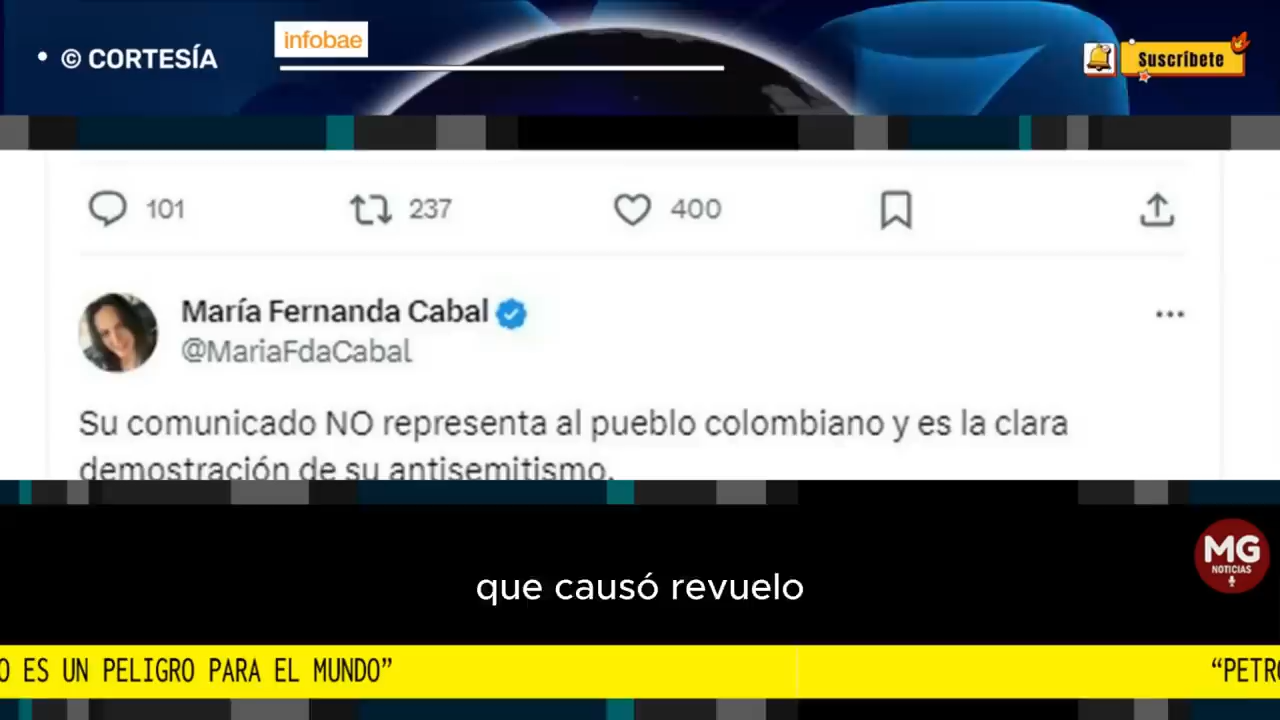 • © CORTESÍA
infobae
Suscríbete
101
237
400
María Fernanda Cabal
@MariaFdaCabal
Su comunicado NO representa al pueblo colombiano y es la clara
demostración de su antisemitismo.
que causó revuelo
MG
NOTICIAS
O ES UN PELIGRO PARA EL MUNDO”
“PETR